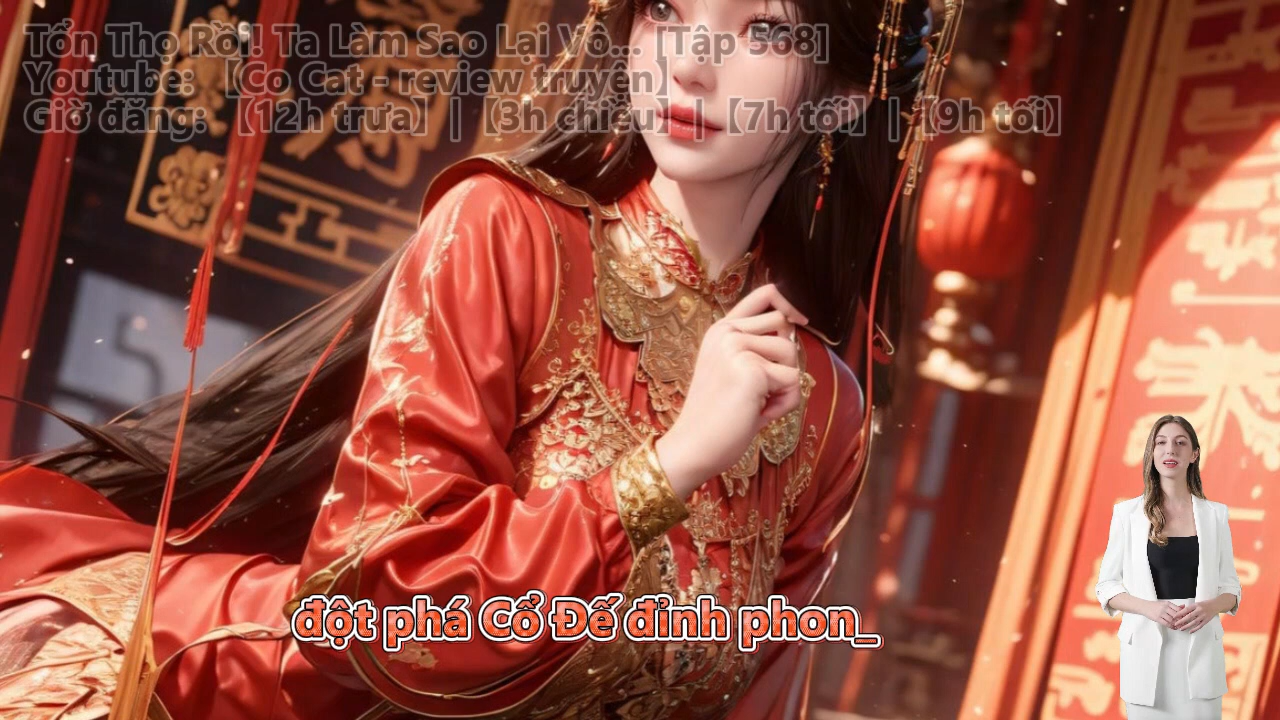 Tổn Thọ Rồi! Ta Làm Sao Lại Vô... [Tập 568]
Youtube: 【Cọ Cat - review truyện】
Giờ đăng: 【12h trưa】 | 【3h chiều】 | 【7h tối】 | 【9h tối】
đột phá Cổ Đế đỉnh phon_